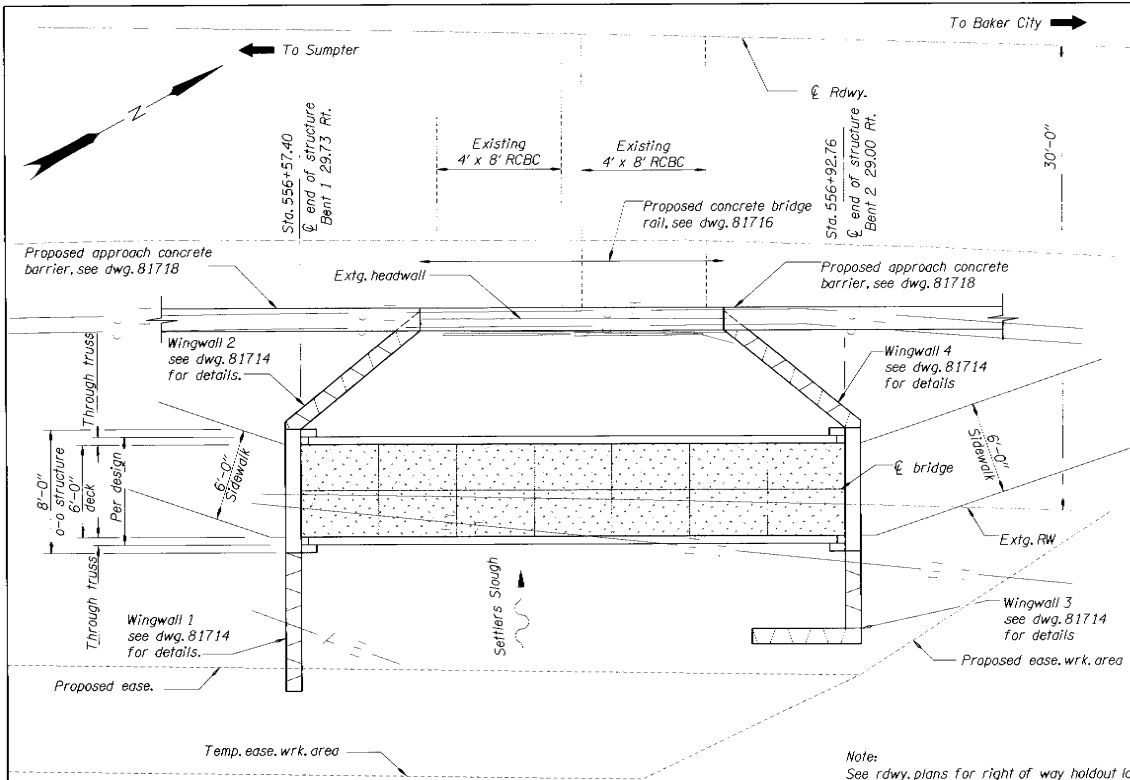 To Baker City
To Sumpter
N
℄ Rdwy.
Sta. 556+57.40
℄ end of structure
Bent 1 29.73 Rt.
Existing
4' x 8' RCBC
Existing
4' x 8' RCBC
Sta. 556+92.76
℄ end of structure
Bent 2 29.00 Rt.
30'-0"
Proposed concrete bridge
rail, see dwg. 81716
Proposed approach concrete
barrier, see dwg. 81718
Extg. headwall
Proposed approach concrete
barrier, see dwg. 81718
Wingwall 2
see dwg. 81714
for details.
Wingwall 4
see dwg. 81714
for details
Through truss
8'-0"
o-o structure
6'-0"
deck
Per design
Through truss
6'-0"
Sidewalk
6'-0"
Sidewalk
℄ bridge
Extg. RW
Settlers Slough
Wingwall 1
see dwg. 81714
for details.
Wingwall 3
see dwg. 81714
for details
Proposed ease. wrk. area
Proposed ease.
Temp. ease. wrk. area
Note:
See rdwy. plans for right of way holdout